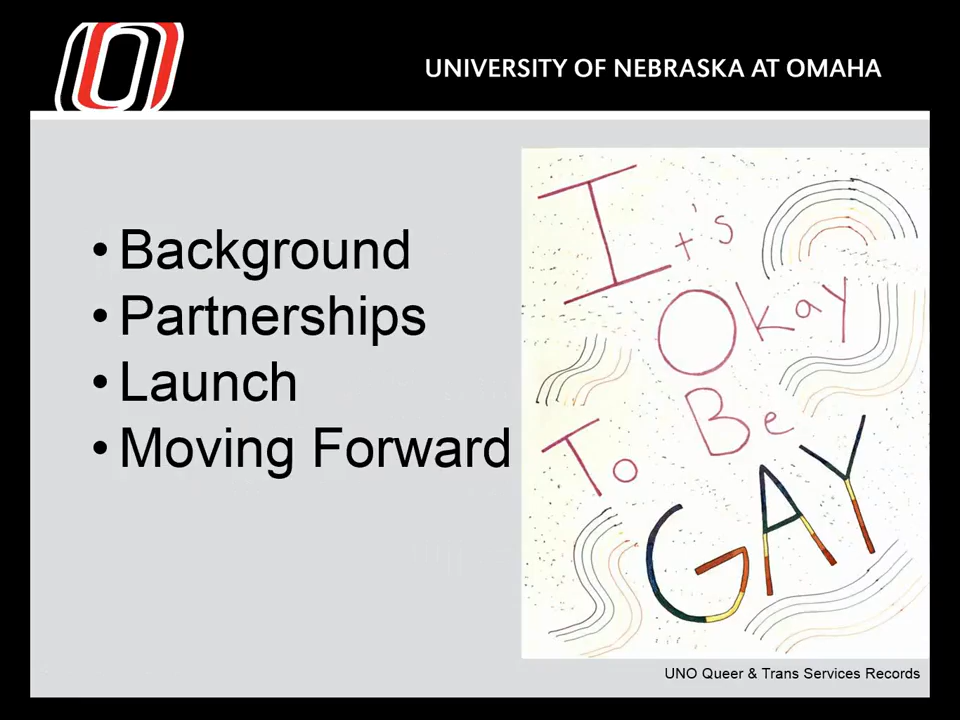 UNIVERSITY OF NEBRASKA AT OMAHA
• Background
• Partnerships
• Launch
• Moving Forward
It's
Okay
To Be
GAY
UNO Queer & Trans Services Records